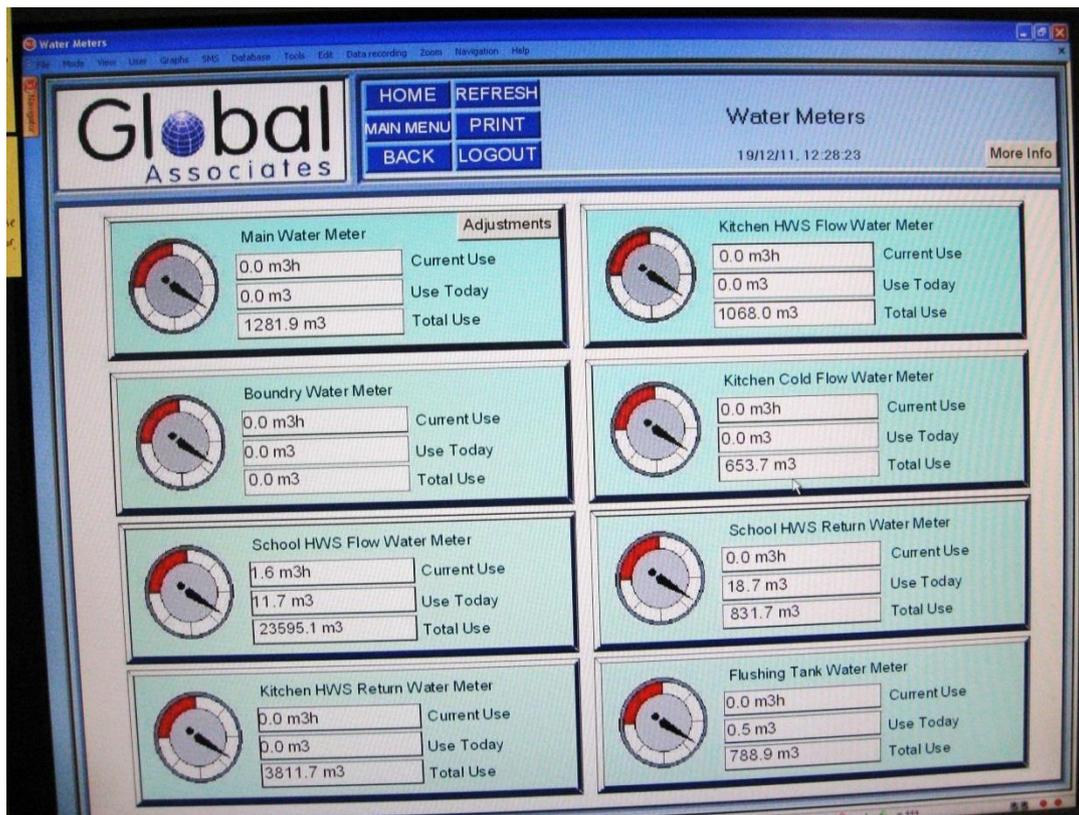 Water Meters
File Mode View User Graphs SMS Database Tools Edit Data recording Zoom Navigation Help
Navigator
Global
Associates
HOME REFRESH
MAIN MENU PRINT
BACK LOGOUT
Water Meters
19/12/11, 12:28:23
More Info
Main Water Meter
Adjustments
0.0 m3h Current Use
0.0 m3 Use Today
1281.9 m3 Total Use
Kitchen HWS Flow Water Meter
0.0 m3h Current Use
0.0 m3 Use Today
1068.0 m3 Total Use
Boundry Water Meter
0.0 m3h Current Use
0.0 m3 Use Today
0.0 m3 Total Use
Kitchen Cold Flow Water Meter
0.0 m3h Current Use
0.0 m3 Use Today
653.7 m3 Total Use
School HWS Flow Water Meter
1.6 m3h Current Use
11.7 m3 Use Today
23595.1 m3 Total Use
School HWS Return Water Meter
0.0 m3h Current Use
18.7 m3 Use Today
831.7 m3 Total Use
Kitchen HWS Return Water Meter
0.0 m3h Current Use
0.0 m3 Use Today
3811.7 m3 Total Use
Flushing Tank Water Meter
0.0 m3h Current Use
0.5 m3 Use Today
788.9 m3 Total Use